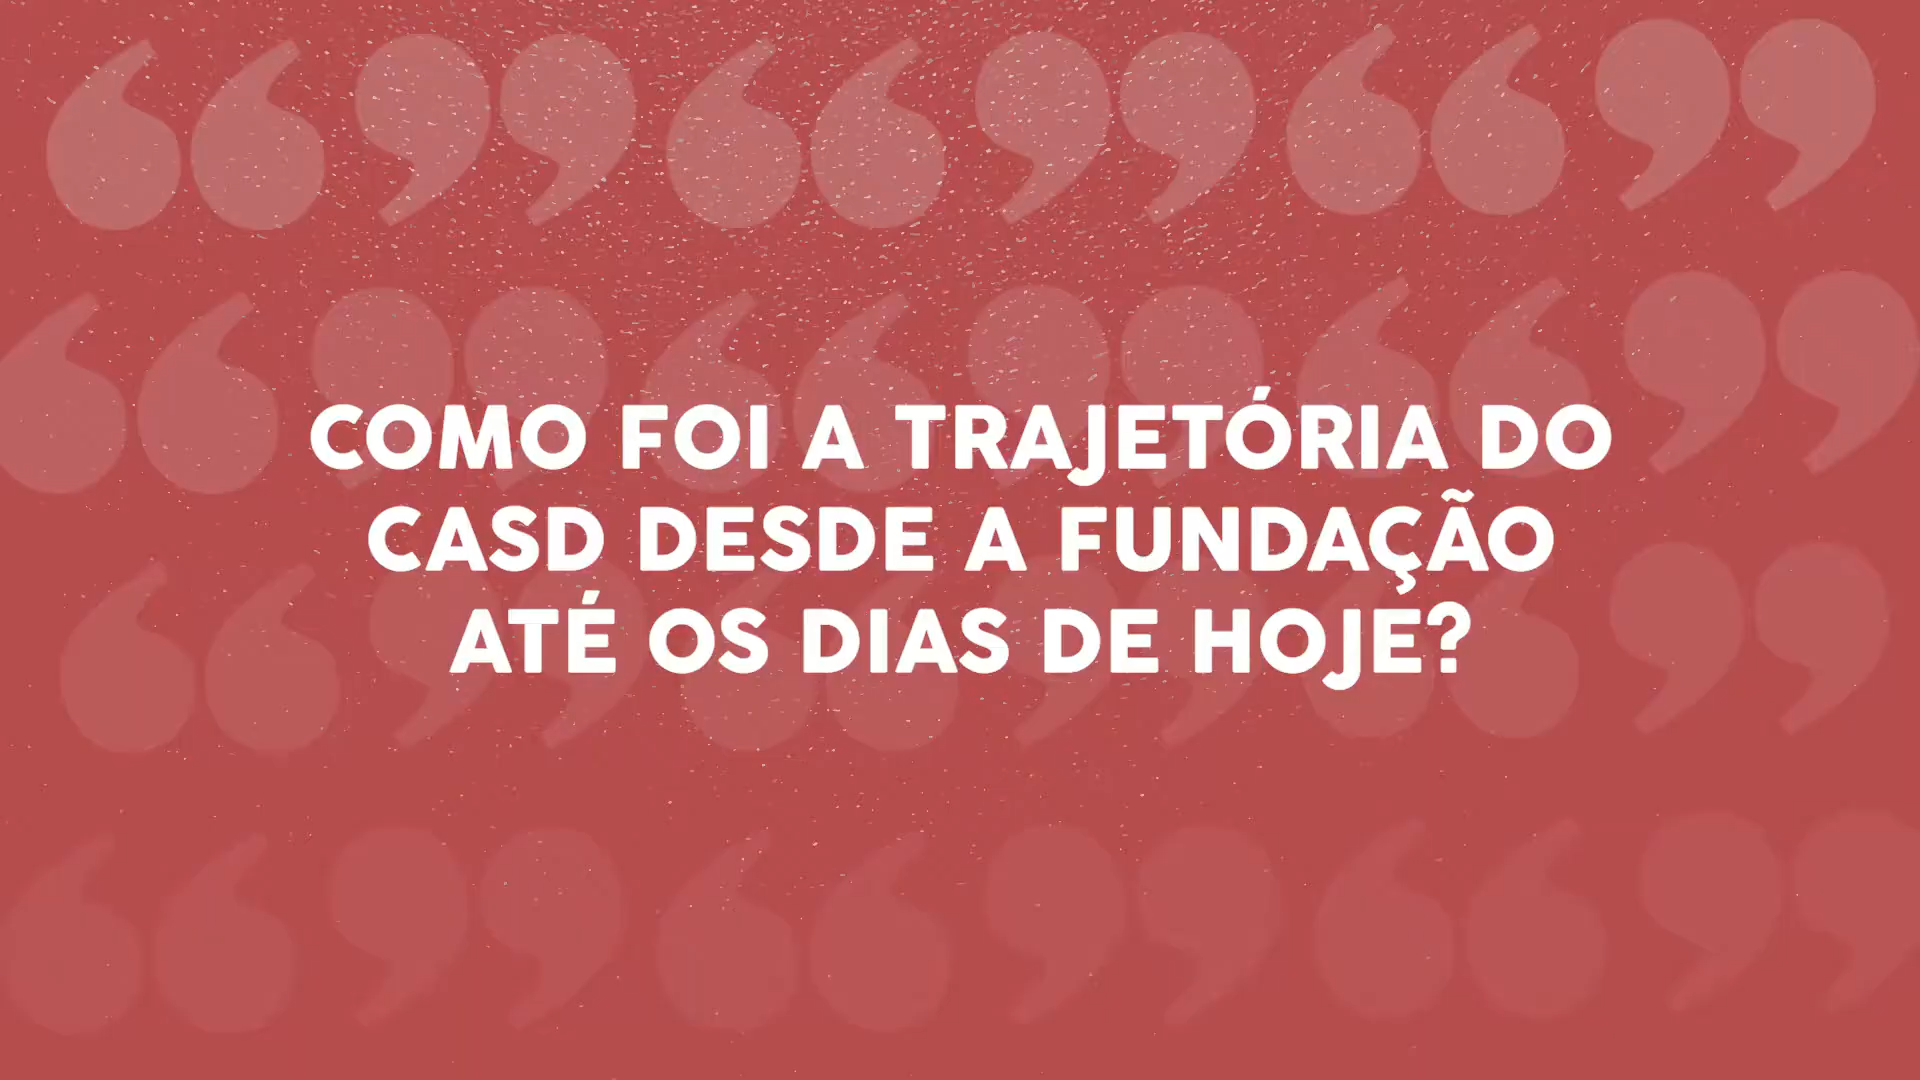 COMO FOI A TRAJETÓRIA DO
CASD DESDE A FUNDAÇÃO
ATÉ OS DIAS DE HOJE?